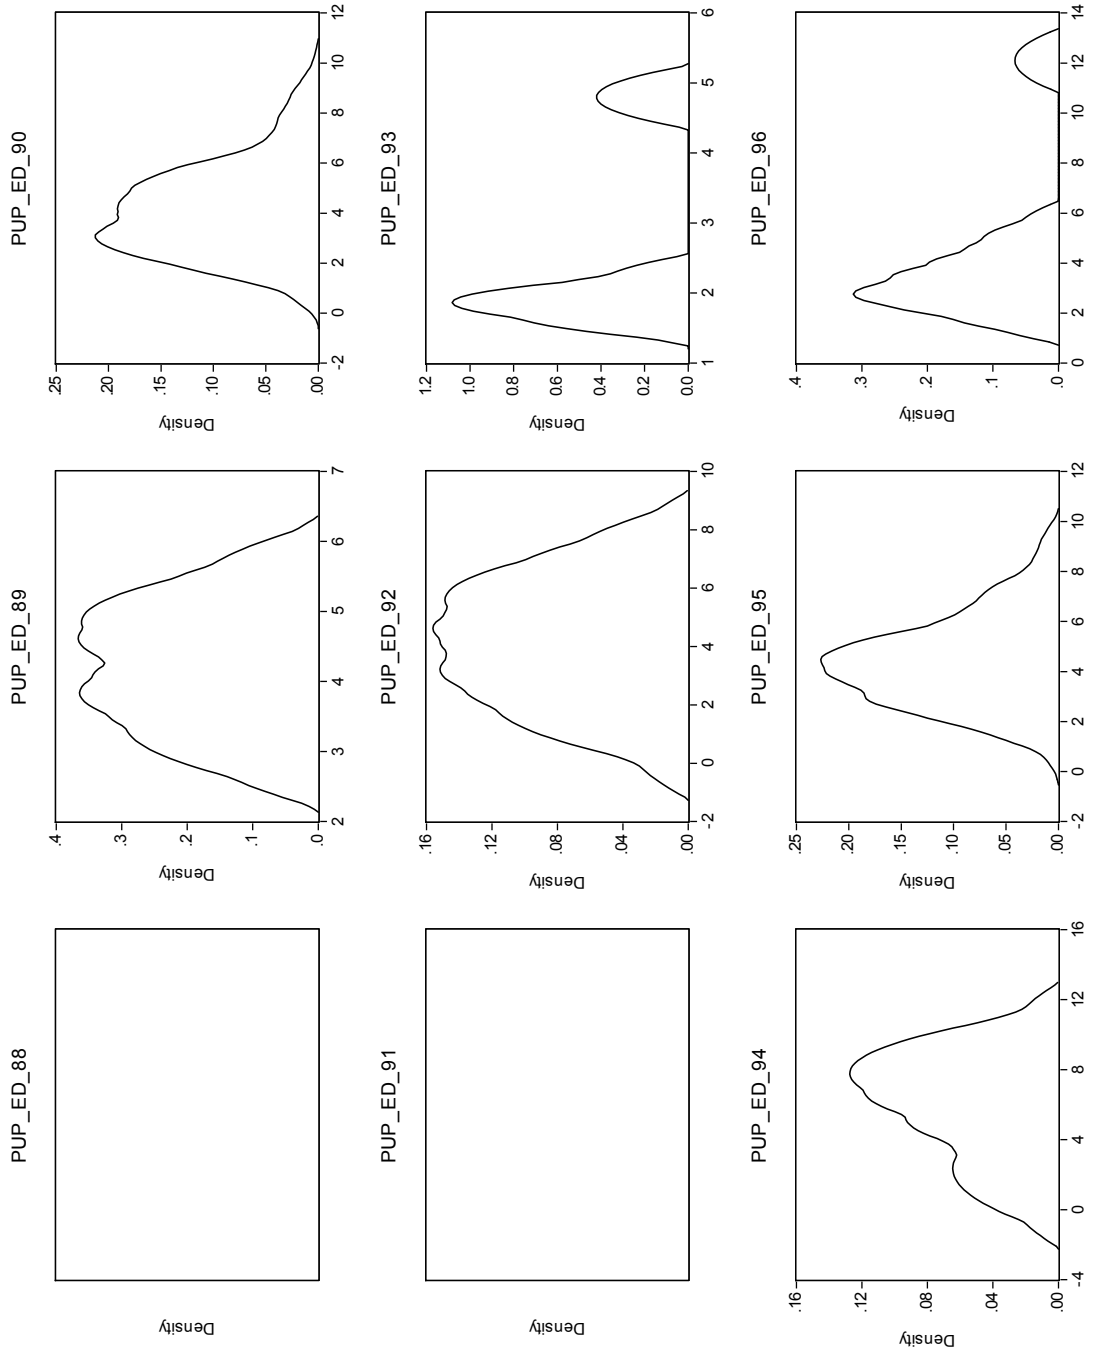 PUP_ED_88
Density
PUP_ED_89
.4
.3
.2
.1
.0
Density
2 3 4 5 6 7
PUP_ED_90
.25
.20
.15
.10
.05
.00
Density
-2 0 2 4 6 8 10 12
PUP_ED_91
Density
PUP_ED_92
.16
.12
.08
.04
.00
Density
-2 0 2 4 6 8 10
PUP_ED_93
1.2
1.0
0.8
0.6
0.4
0.2
0.0
Density
1 2 3 4 5 6
PUP_ED_94
.16
.12
.08
.04
.00
Density
-4 0 4 8 12 16
PUP_ED_95
.25
.20
.15
.10
.05
.00
Density
-2 0 2 4 6 8 10 12
PUP_ED_96
.4
.3
.2
.1
.0
Density
0 2 4 6 8 10 12 14